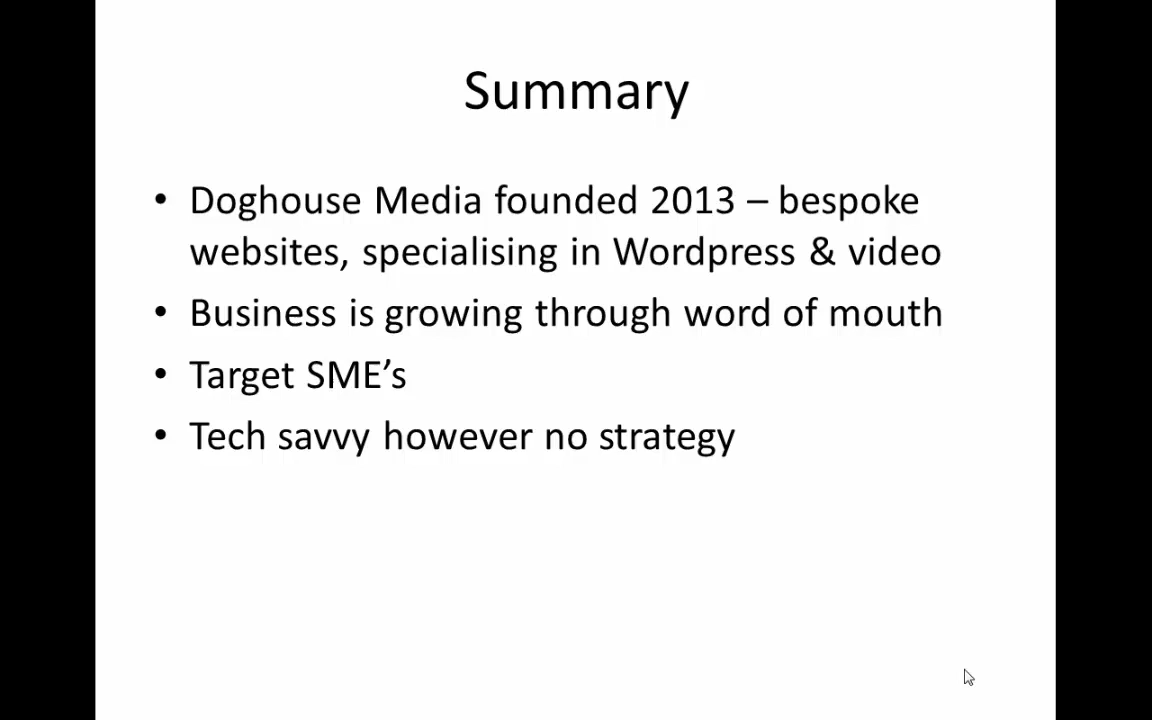 Summary
• Doghouse Media founded 2013 – bespoke
websites, specialising in Wordpress & video
• Business is growing through word of mouth
• Target SME’s
• Tech savvy however no strategy